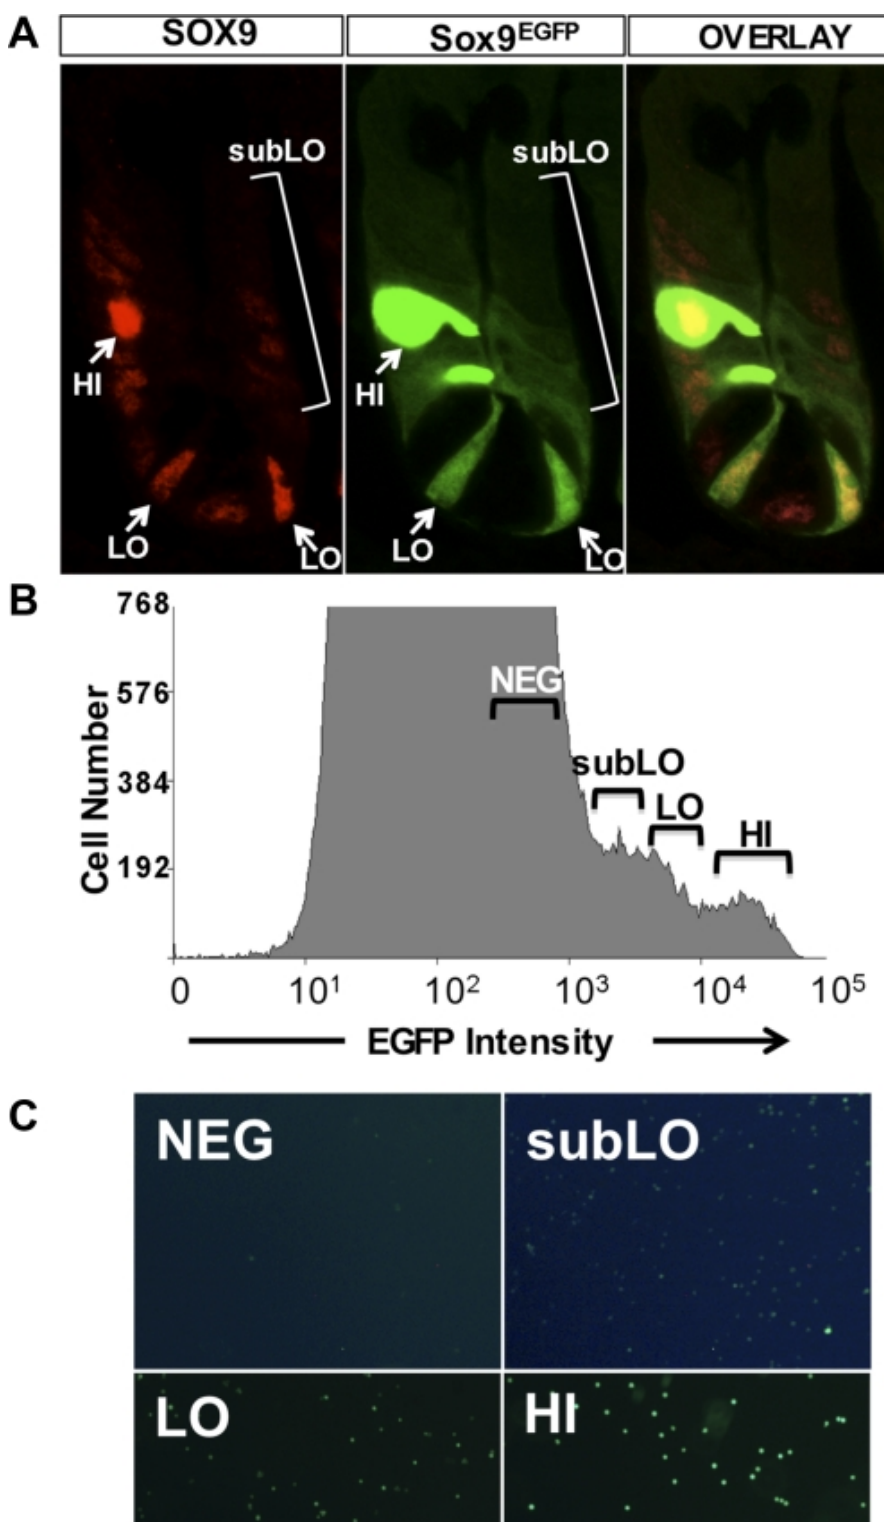 A
SOX9
Sox9EGFP
OVERLAY
subLO
subLO
HI
HI
LO
LO
LO
LO
B
768
576
384
192
Cell Number
NEG
subLO
LO
HI
0
10¹
10²
10³
10⁴
10⁵
EGFP Intensity
C
NEG
subLO
LO
HI